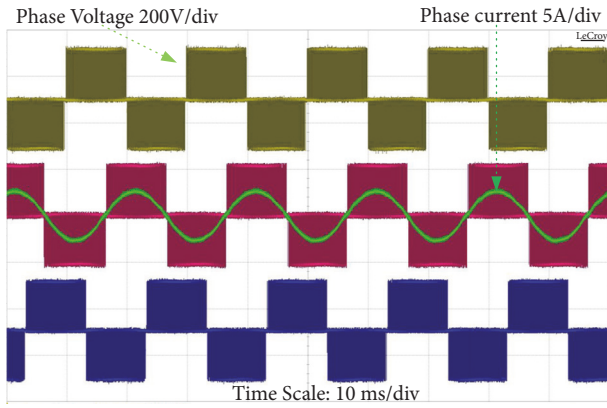 Phase Voltage 200V/div
Phase current 5A/div
LeCroy
Time Scale: 10 ms/div